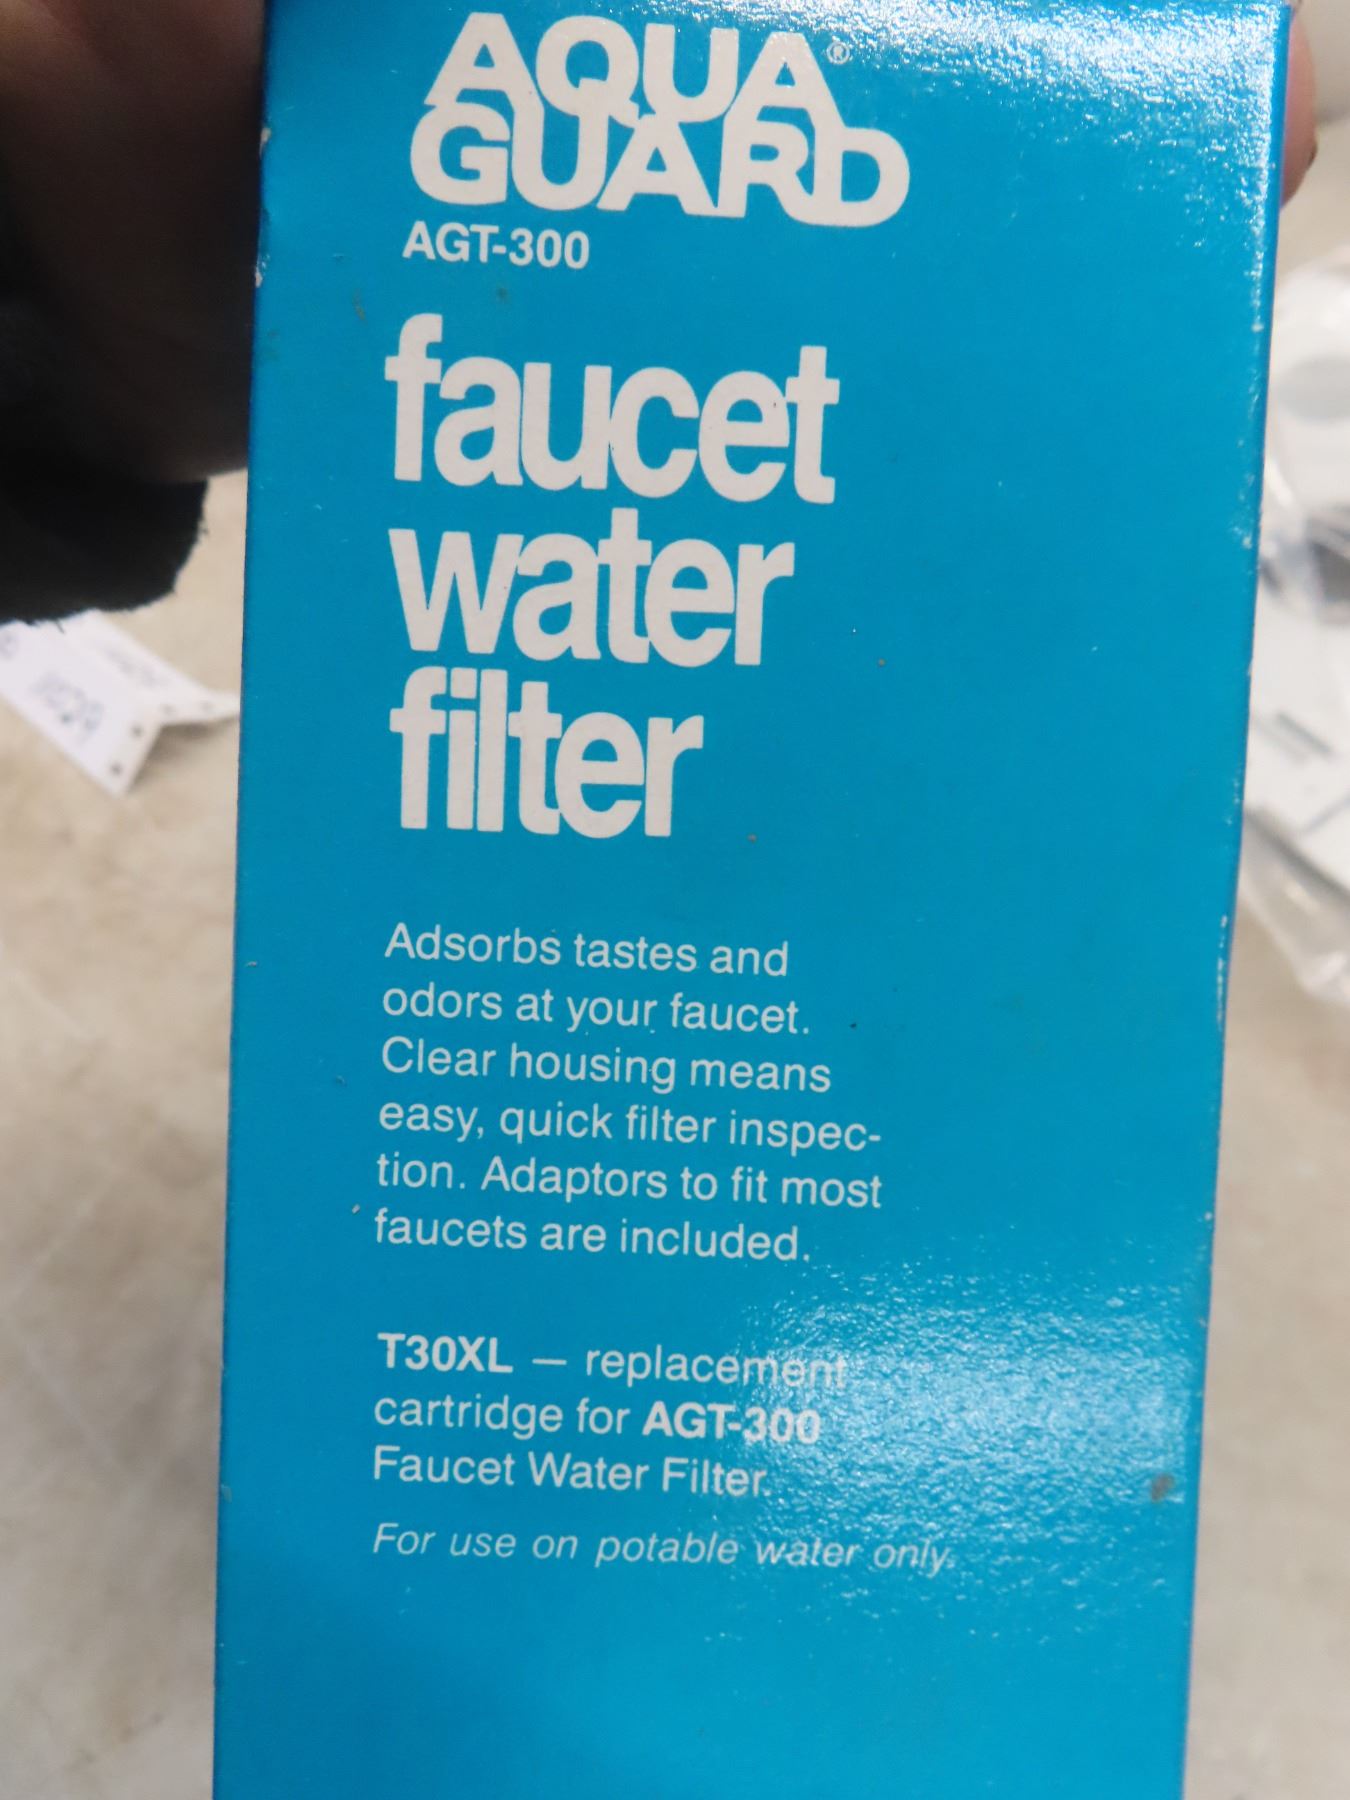 AQUA®
GUARD
AGT-300
faucet
water
filter
Adsorbs tastes and
odors at your faucet.
Clear housing means
easy, quick filter inspec-
tion. Adaptors to fit most
faucets are included.
T30XL — replacement
cartridge for AGT-300
Faucet Water Filter.
For use on potable water only.